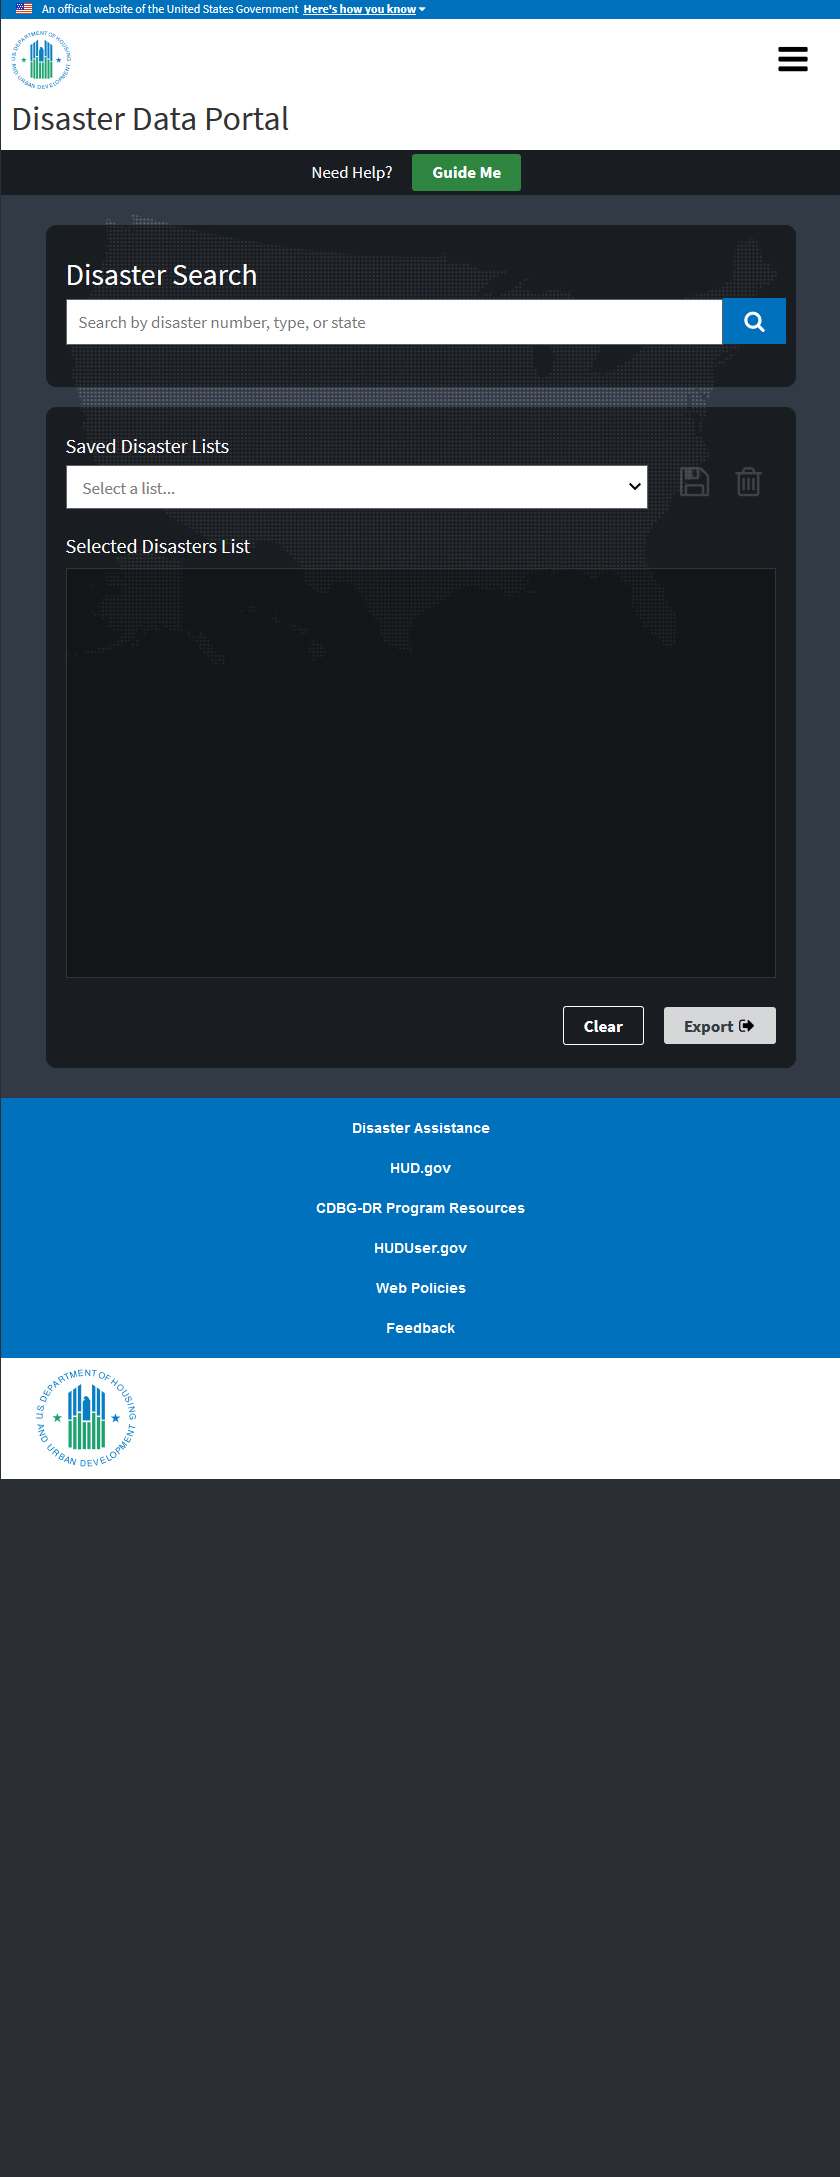 An official website of the United States Government Here's how you know
U.S. DEPARTMENT OF HOUSING AND URBAN DEVELOPMENT
Disaster Data Portal
Need Help? Guide Me
Disaster Search
Search by disaster number, type, or state
Saved Disaster Lists
Select a list...
Selected Disasters List
Clear Export
Disaster Assistance
HUD.gov
CDBG-DR Program Resources
HUDUser.gov
Web Policies
Feedback
U.S. DEPARTMENT OF HOUSING AND URBAN DEVELOPMENT